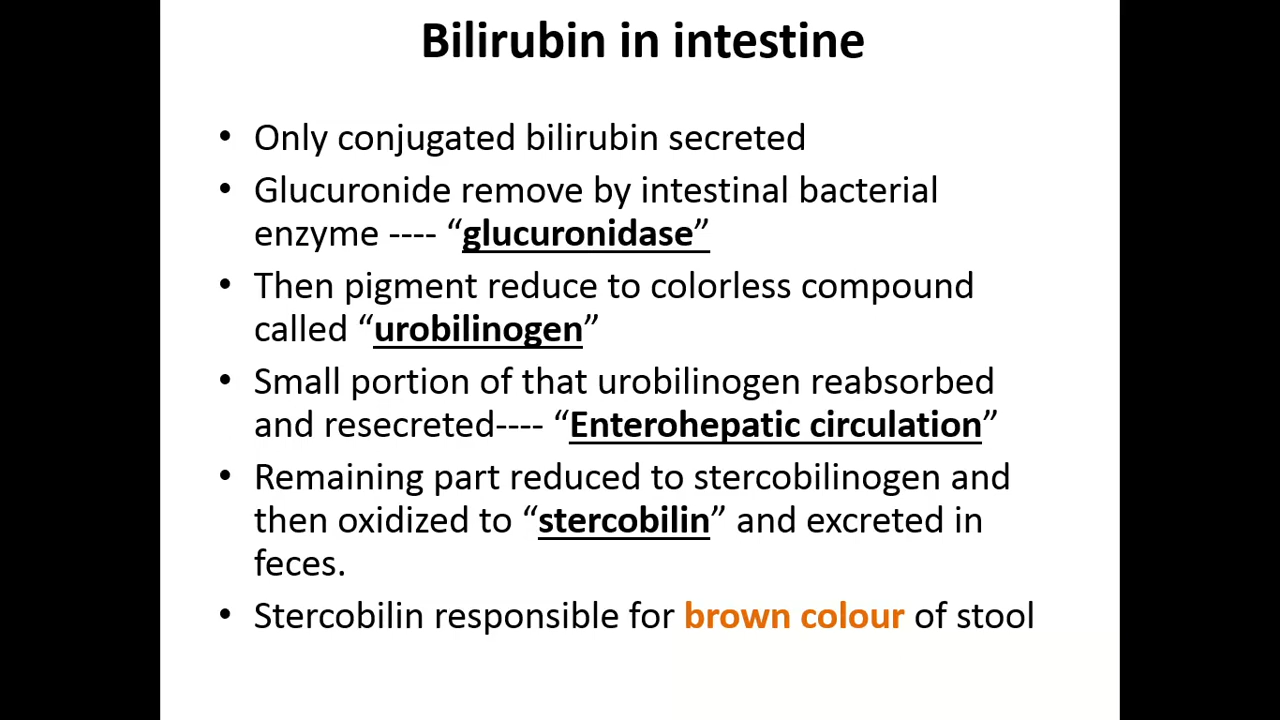 Bilirubin in intestine
• Only conjugated bilirubin secreted
• Glucuronide remove by intestinal bacterial
enzyme ---- “glucuronidase”
• Then pigment reduce to colorless compound
called “urobilinogen”
• Small portion of that urobilinogen reabsorbed
and resecreted---- “Enterohepatic circulation”
• Remaining part reduced to stercobilinogen and
then oxidized to “stercobilin” and excreted in
feces.
• Stercobilin responsible for brown colour of stool